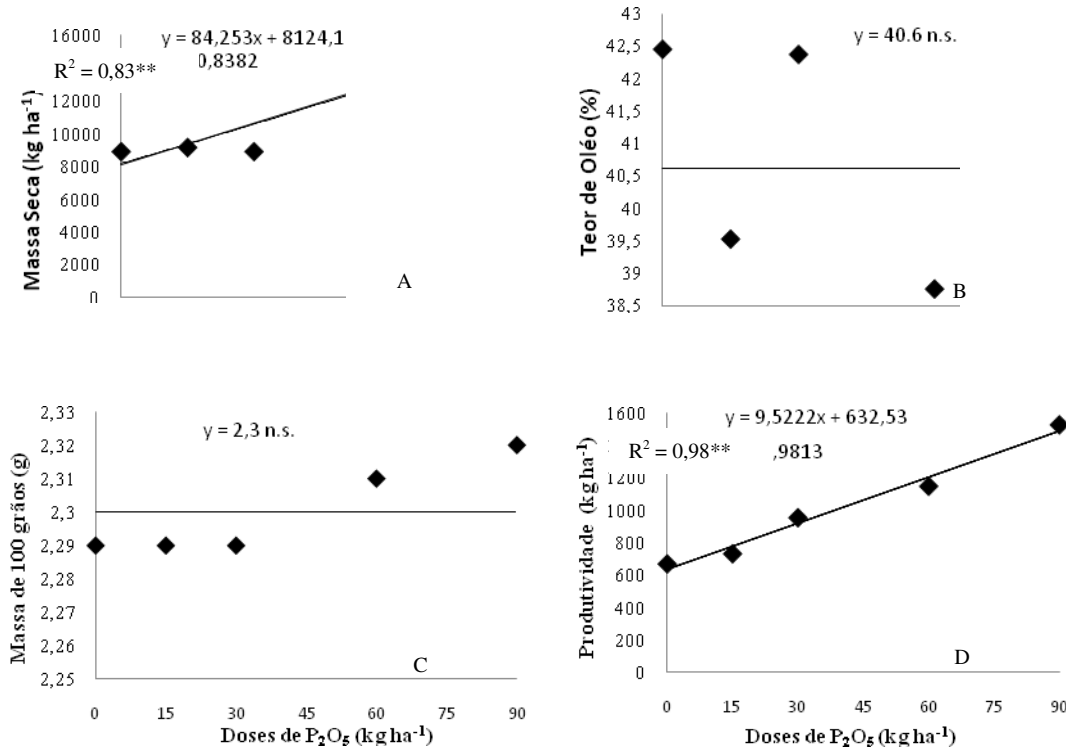 16000
y = 84,253x + 8124,1
R² = 0,83**
0,8382
12000
10000
8000
6000
4000
2000
0
Massa Seca (kg ha⁻¹)
A
43
42,5
42
41,5
41
40,5
40
39,5
39
38,5
Teor de Oléo (%)
y = 40.6 n.s.
B
2,33
2,32
2,31
2,3
2,29
2,28
2,27
2,26
2,25
Massa de 100 grãos (g)
y = 2,3 n.s.
C
0 15 30 45 60 75 90
Doses de P₂O₅ (kg ha⁻¹)
1600
y = 9,5222x + 632,53
R² = 0,98**
,9813
1200
1000
800
600
400
200
0
Produtividade (kg ha⁻¹)
D
0 15 30 45 60 75 90
Doses de P₂O₅ (kg ha⁻¹)